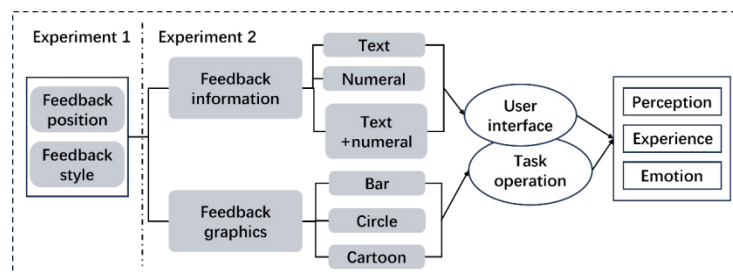 Experiment 1
Experiment 2
Feedback
position
Feedback
style
Feedback
information
Text
Numeral
Text
+numeral
Feedback
graphics
Bar
Circle
Cartoon
User
interface
Task
operation
Perception
Experience
Emotion